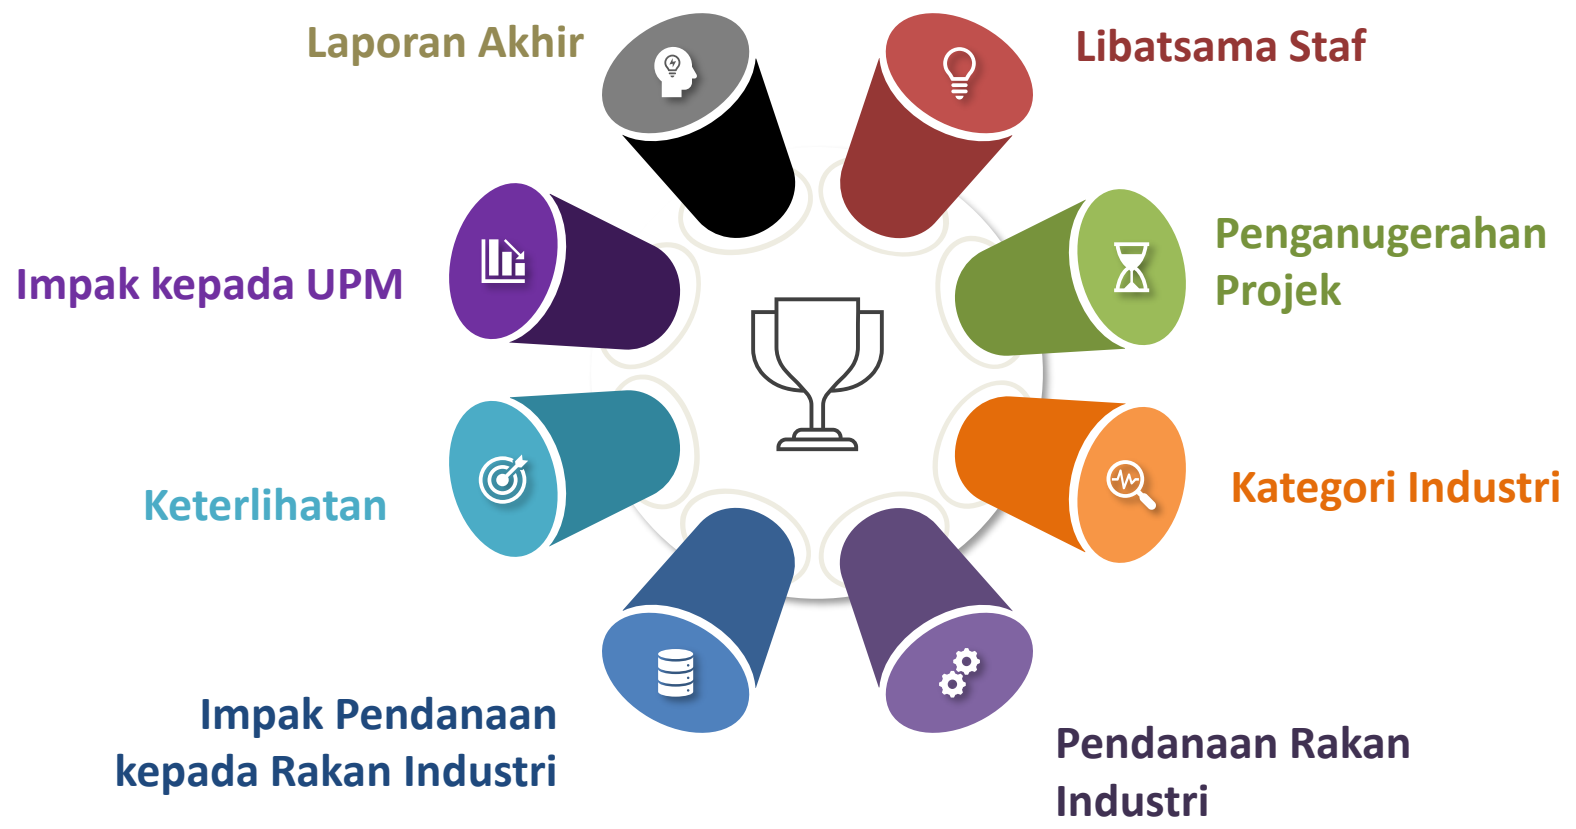 Laporan Akhir
Libatsama Staf
Penganugerahan
Projek
Impak kepada UPM
Kategori Industri
Keterlihatan
Impak Pendanaan
kepada Rakan Industri
Pendanaan Rakan
Industri